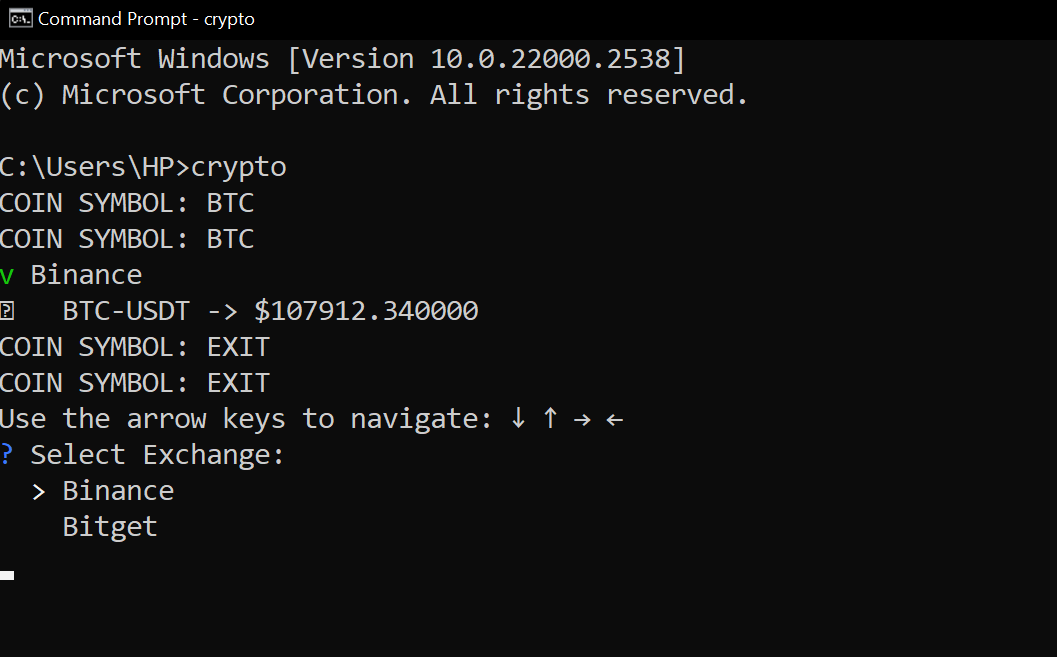 Command Prompt - crypto
Microsoft Windows [Version 10.0.22000.2538]
(c) Microsoft Corporation. All rights reserved.
C:\Users\HP>crypto
COIN SYMBOL: BTC
COIN SYMBOL: BTC
v Binance
⍰   BTC-USDT -> $107912.340000
COIN SYMBOL: EXIT
COIN SYMBOL: EXIT
Use the arrow keys to navigate: ↓ ↑ → ←
? Select Exchange:
  > Binance
    Bitget